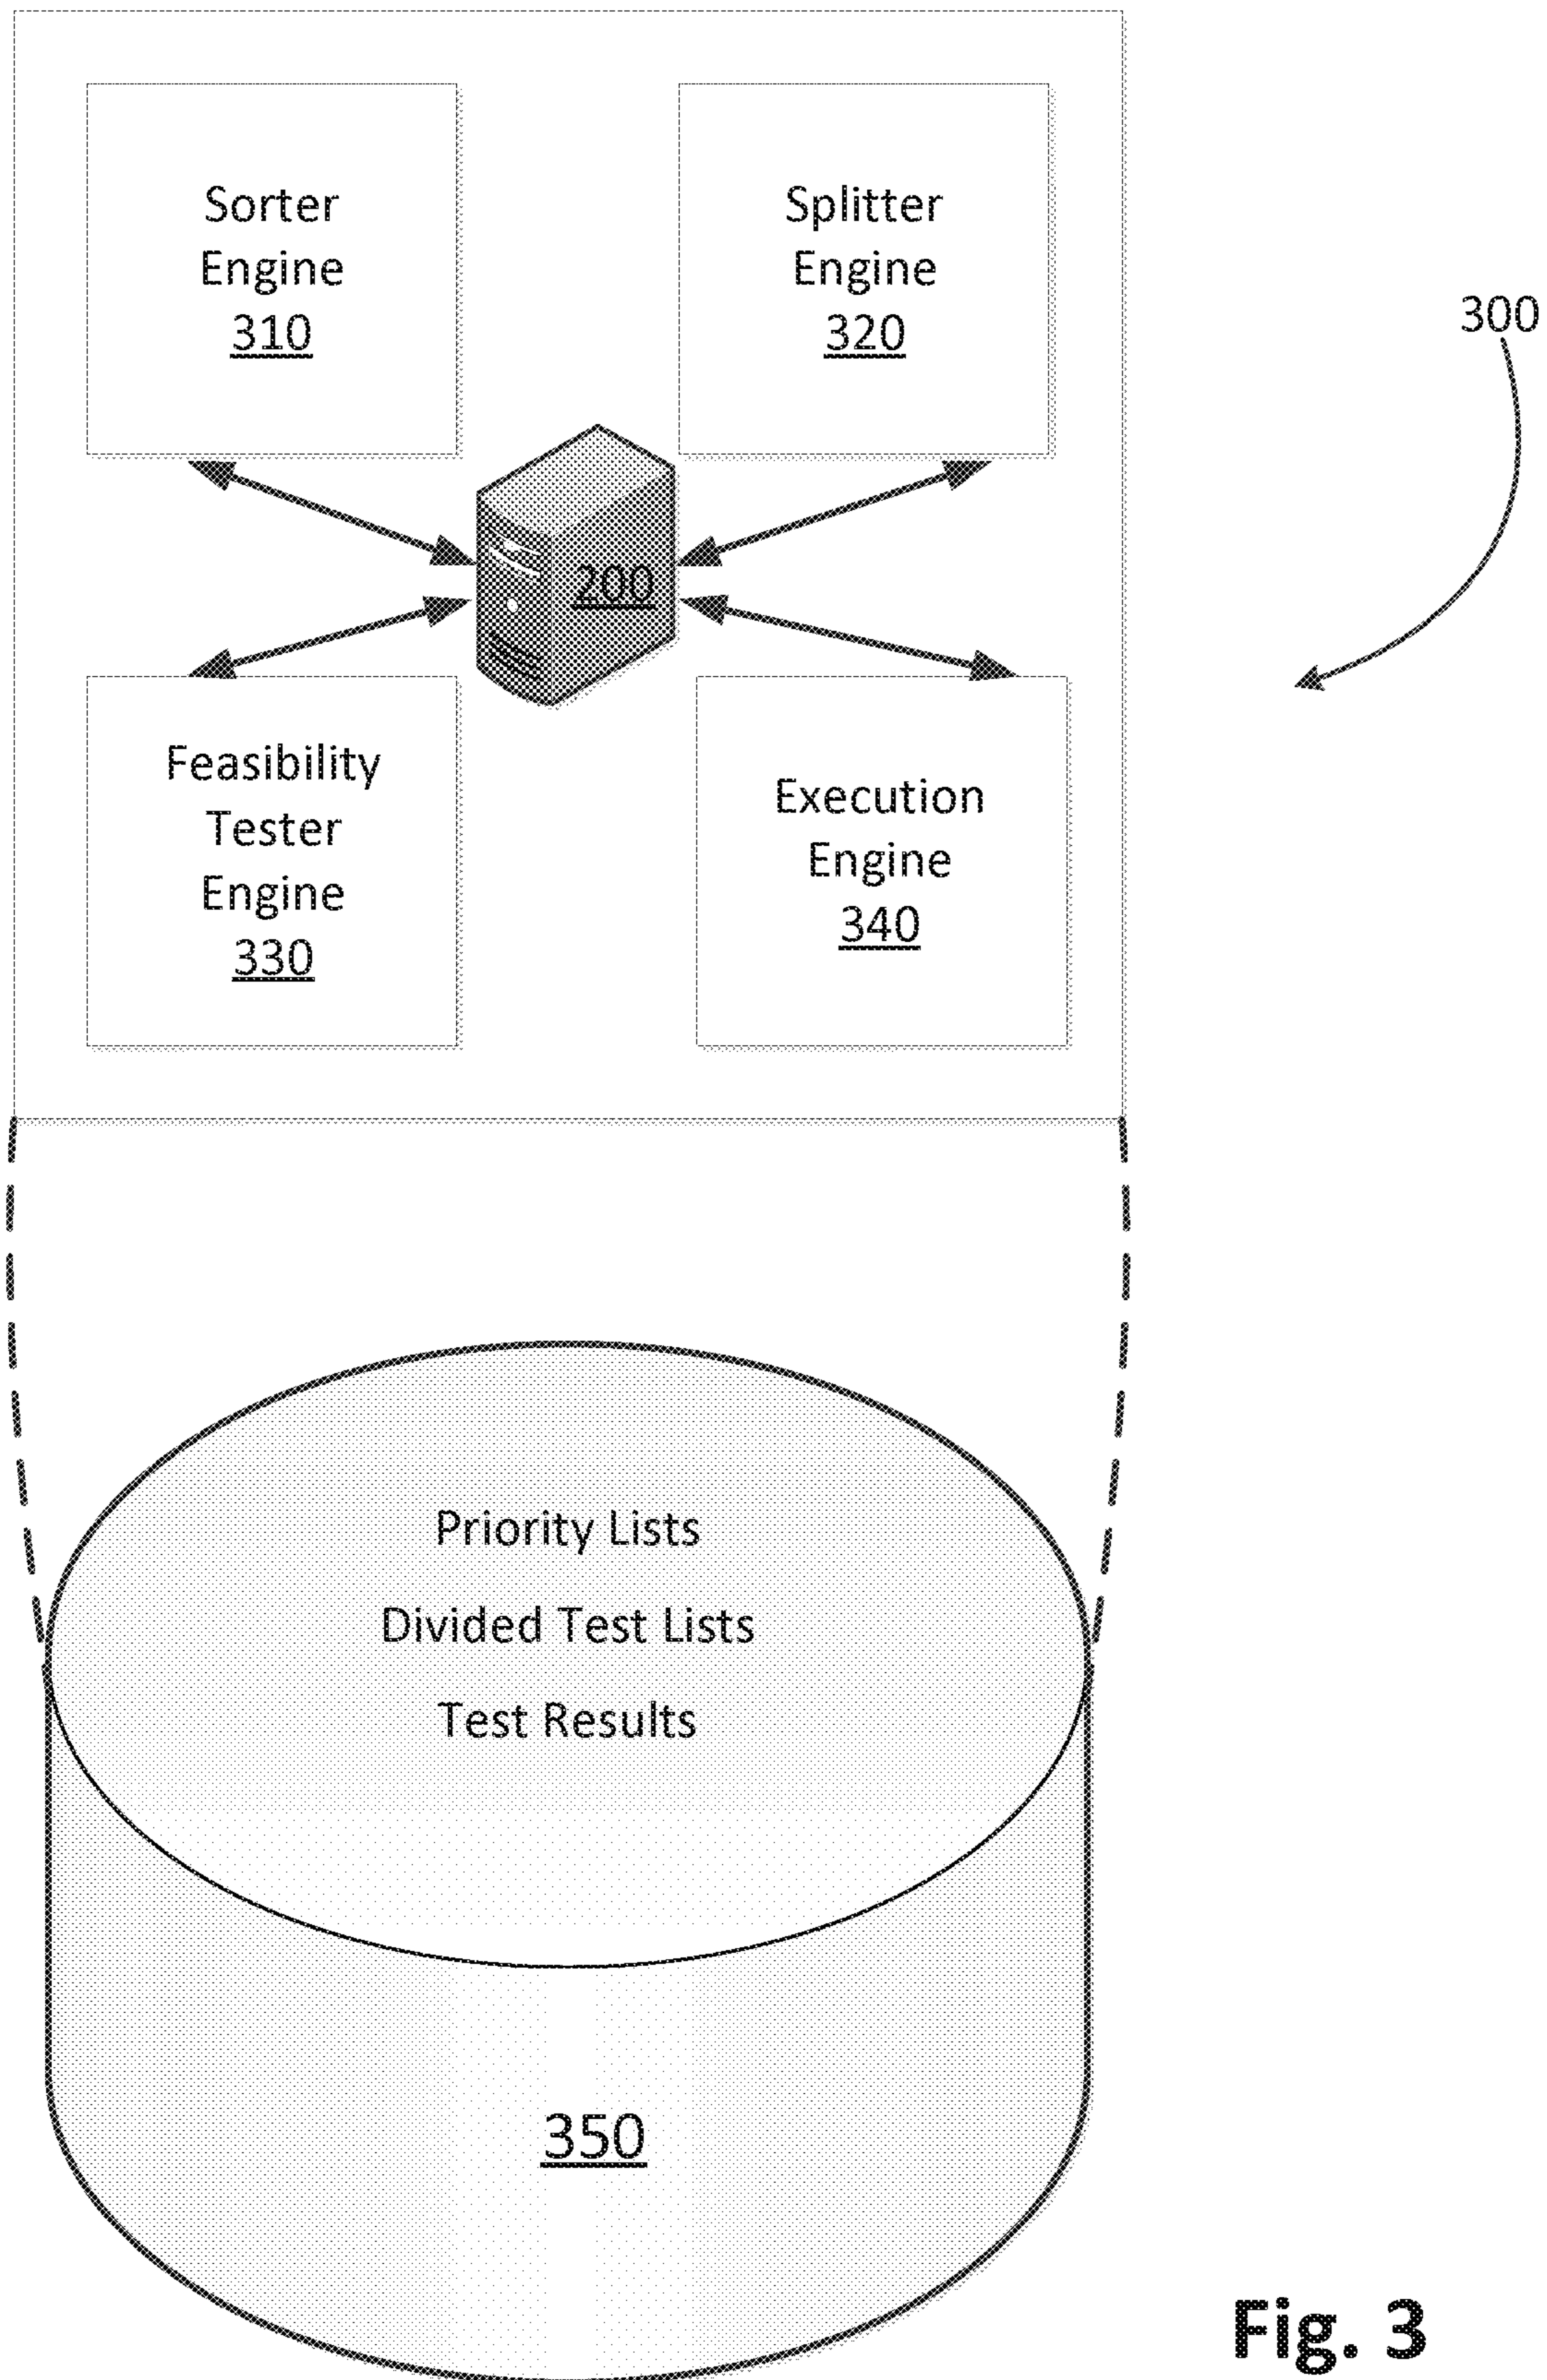 Sorter
Engine
310
Splitter
Engine
320
300
200
Feasibility
Tester
Engine
330
Execution
Engine
340
Priority Lists
Divided Test Lists
Test Results
350
Fig. 3